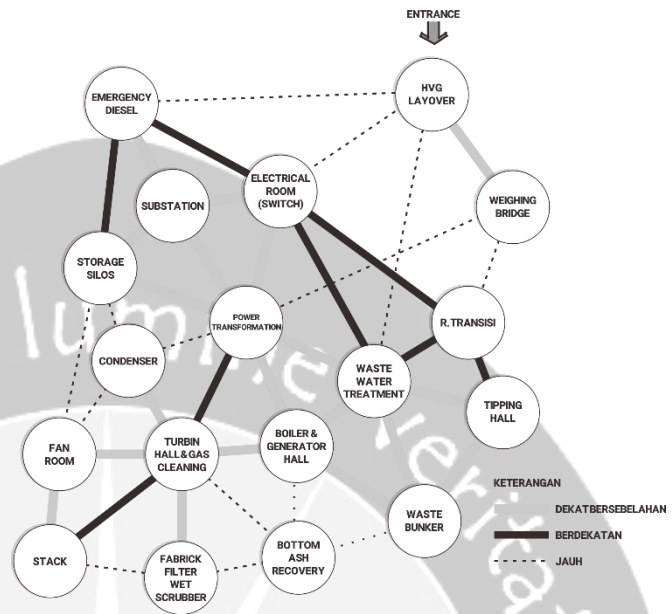 ENTRANCE
HVG
LAYOVER
EMERGENCY
DIESEL
ELECTRICAL
ROOM
(SWITCH)
SUBSTATION
WEIGHING
BRIDGE
STORAGE
SILOS
POWER
TRANSFORMATION
R.TRANSISI
CONDENSER
WASTE
WATER
TREATMENT
TIPPING
HALL
FAN
ROOM
TURBIN
HALL & GAS
CLEANING
BOILER &
GENERATOR
HALL
WASTE
BUNKER
STACK
FABRICK
FILTER
WET
SCRUBBER
BOTTOM
ASH
RECOVERY
KETERANGAN
DEKATBERSEBELAHAN
BERDEKATAN
JAUH